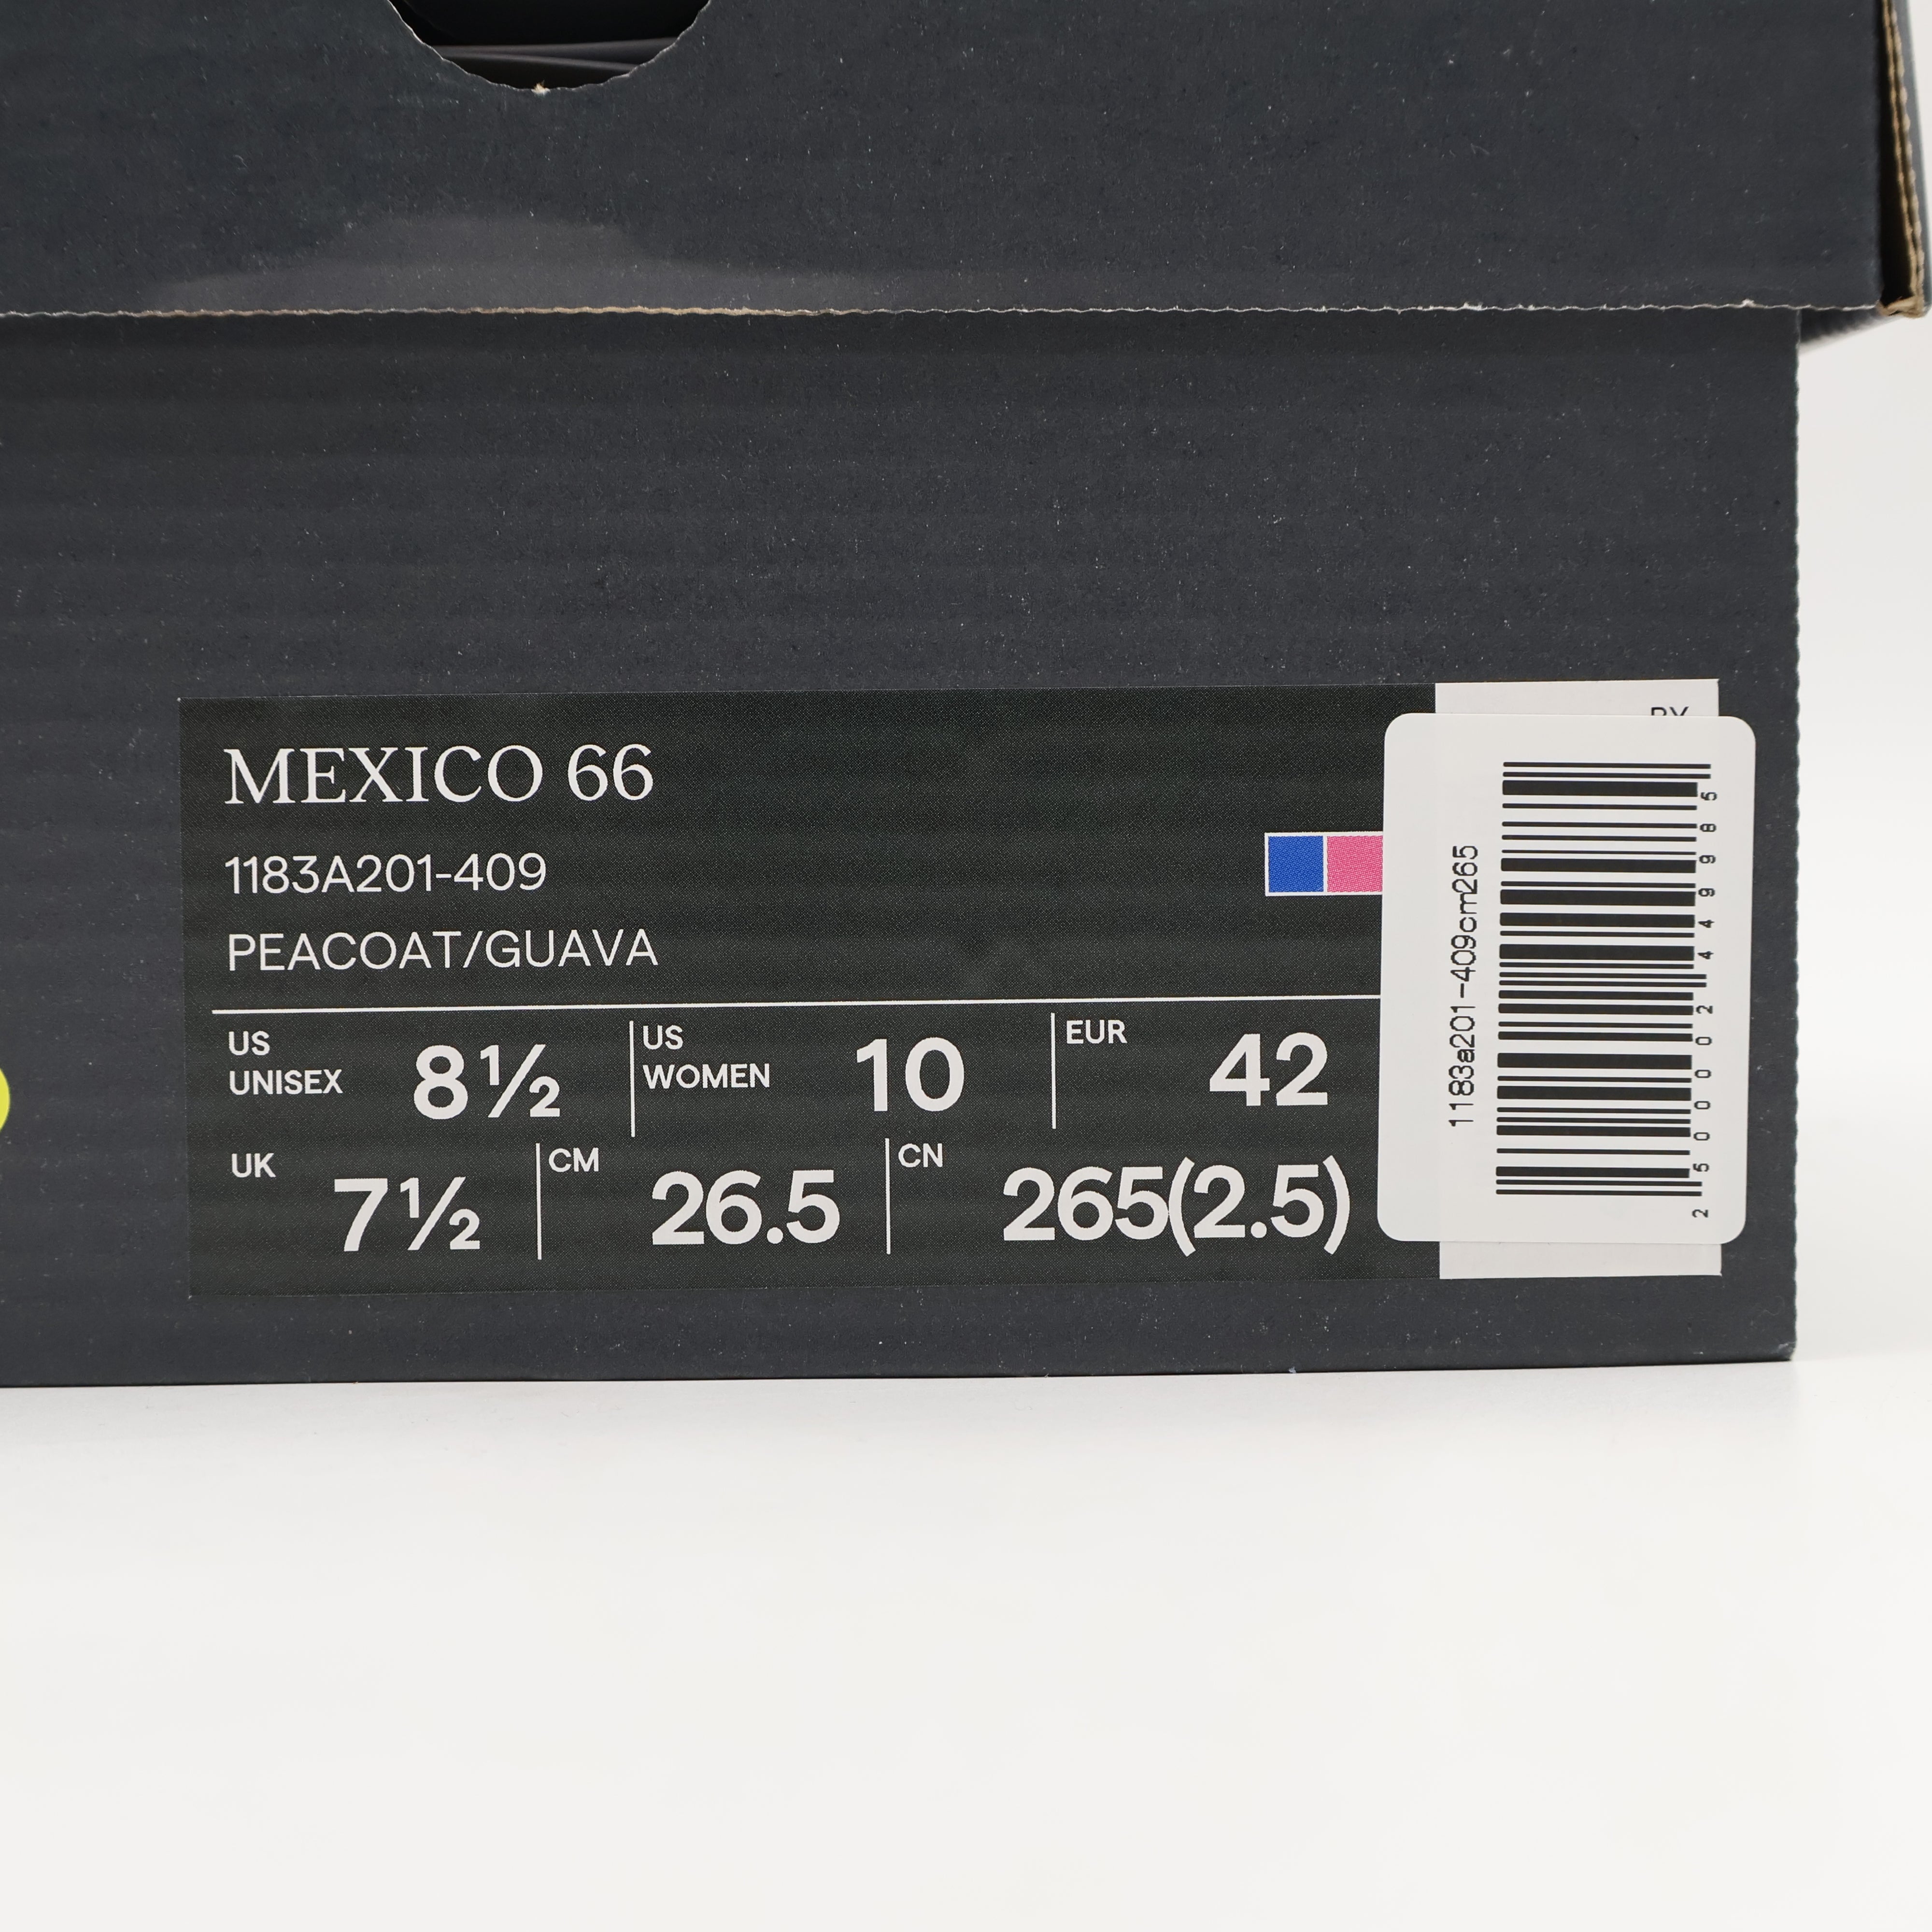 MEXICO 66
1183A201-409
PEACOAT/GUAVA
US UNISEX 8½
US WOMEN 10
EUR 42
UK 7½
CM 26.5
CN 265(2.5)
1183a201-409cm265
2500002449985